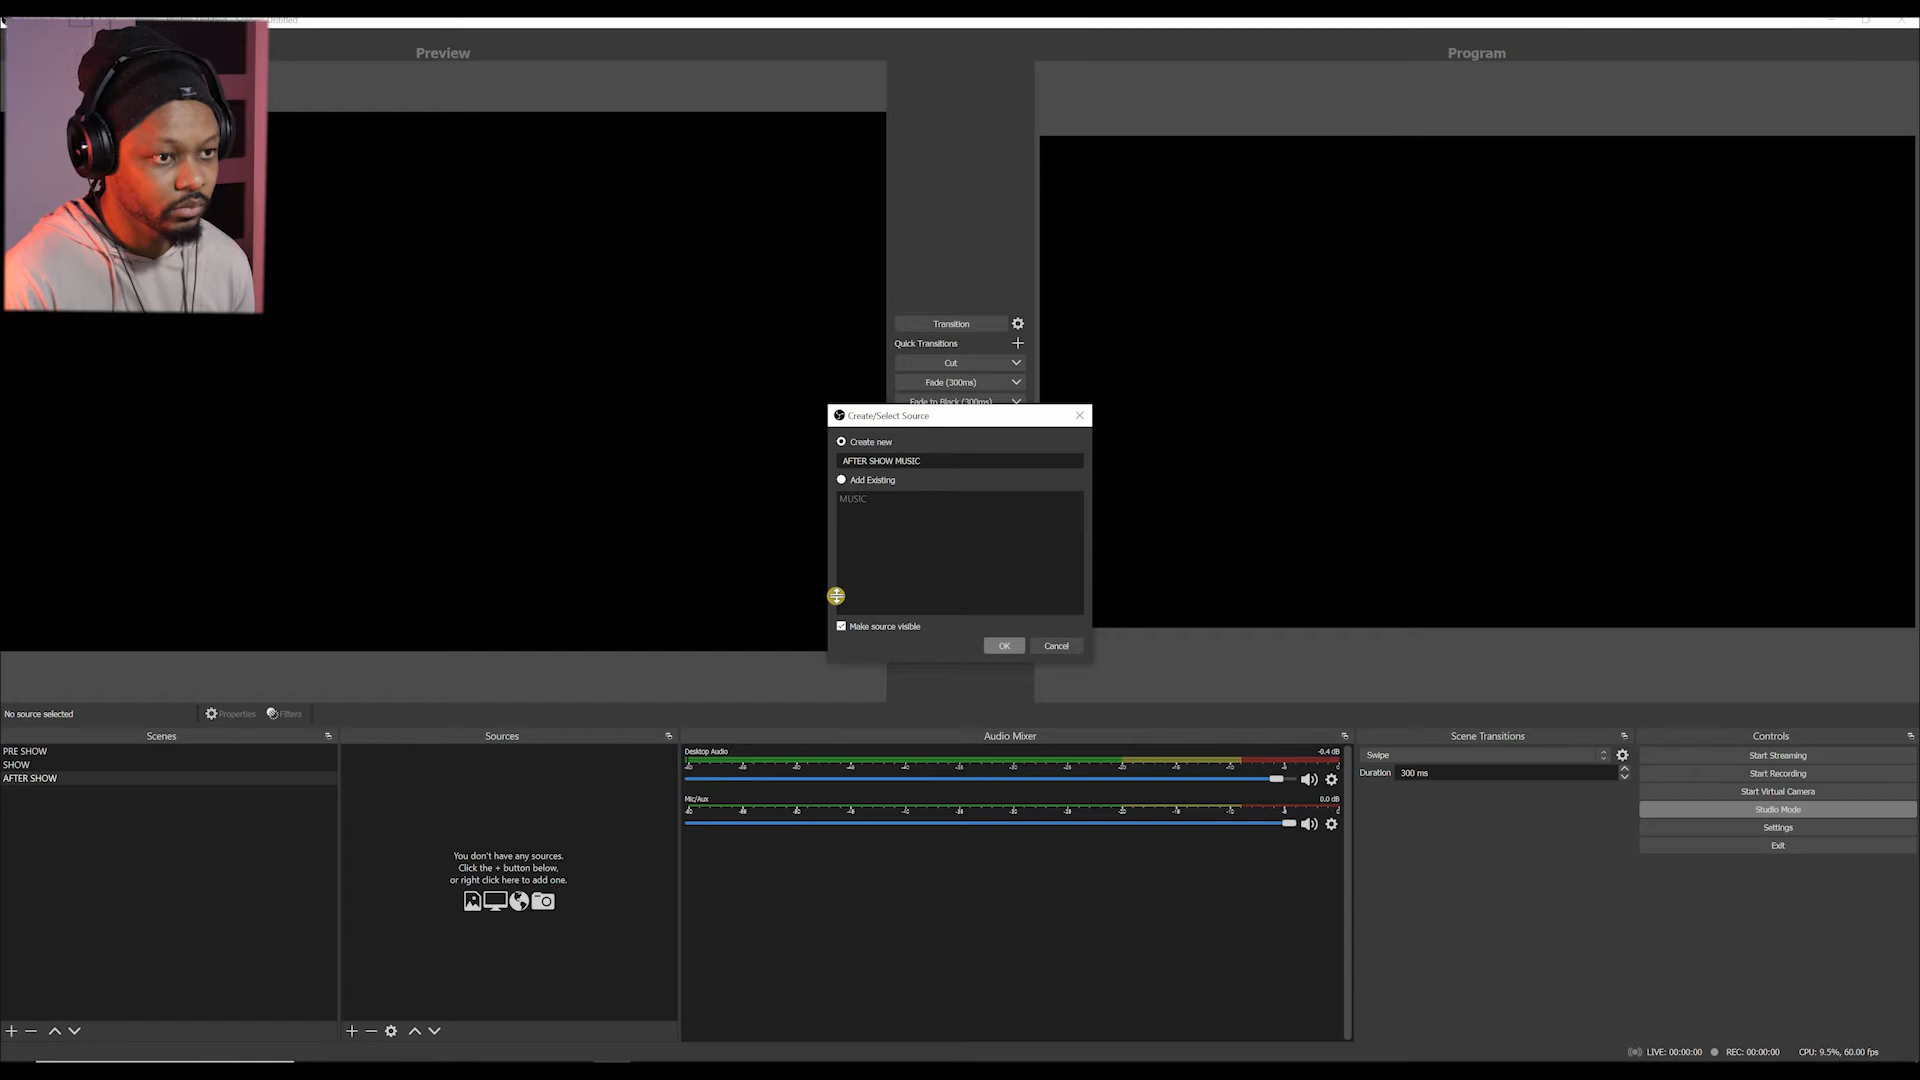 Preview
Program
Transition
Quick Transitions
Cut
Fade (300ms)
Fade to Black (300ms)
Create/Select Source
Create new
AFTER SHOW MUSIC
Add Existing
MUSIC
Make source visible
OK
Cancel
No source selected
Properties
Filters
Scenes
PRE SHOW
SHOW
AFTER SHOW
Sources
You don't have any sources.
Click the + button below,
or right click here to add one.
Audio Mixer
Desktop Audio
-0.4 dB
Mic/Aux
0.0 dB
Scene Transitions
Swipe
Duration
300 ms
Controls
Start Streaming
Start Recording
Start Virtual Camera
Studio Mode
Settings
Exit
LIVE: 00:00:00
REC: 00:00:00
CPU: 9.5%, 60.00 fps